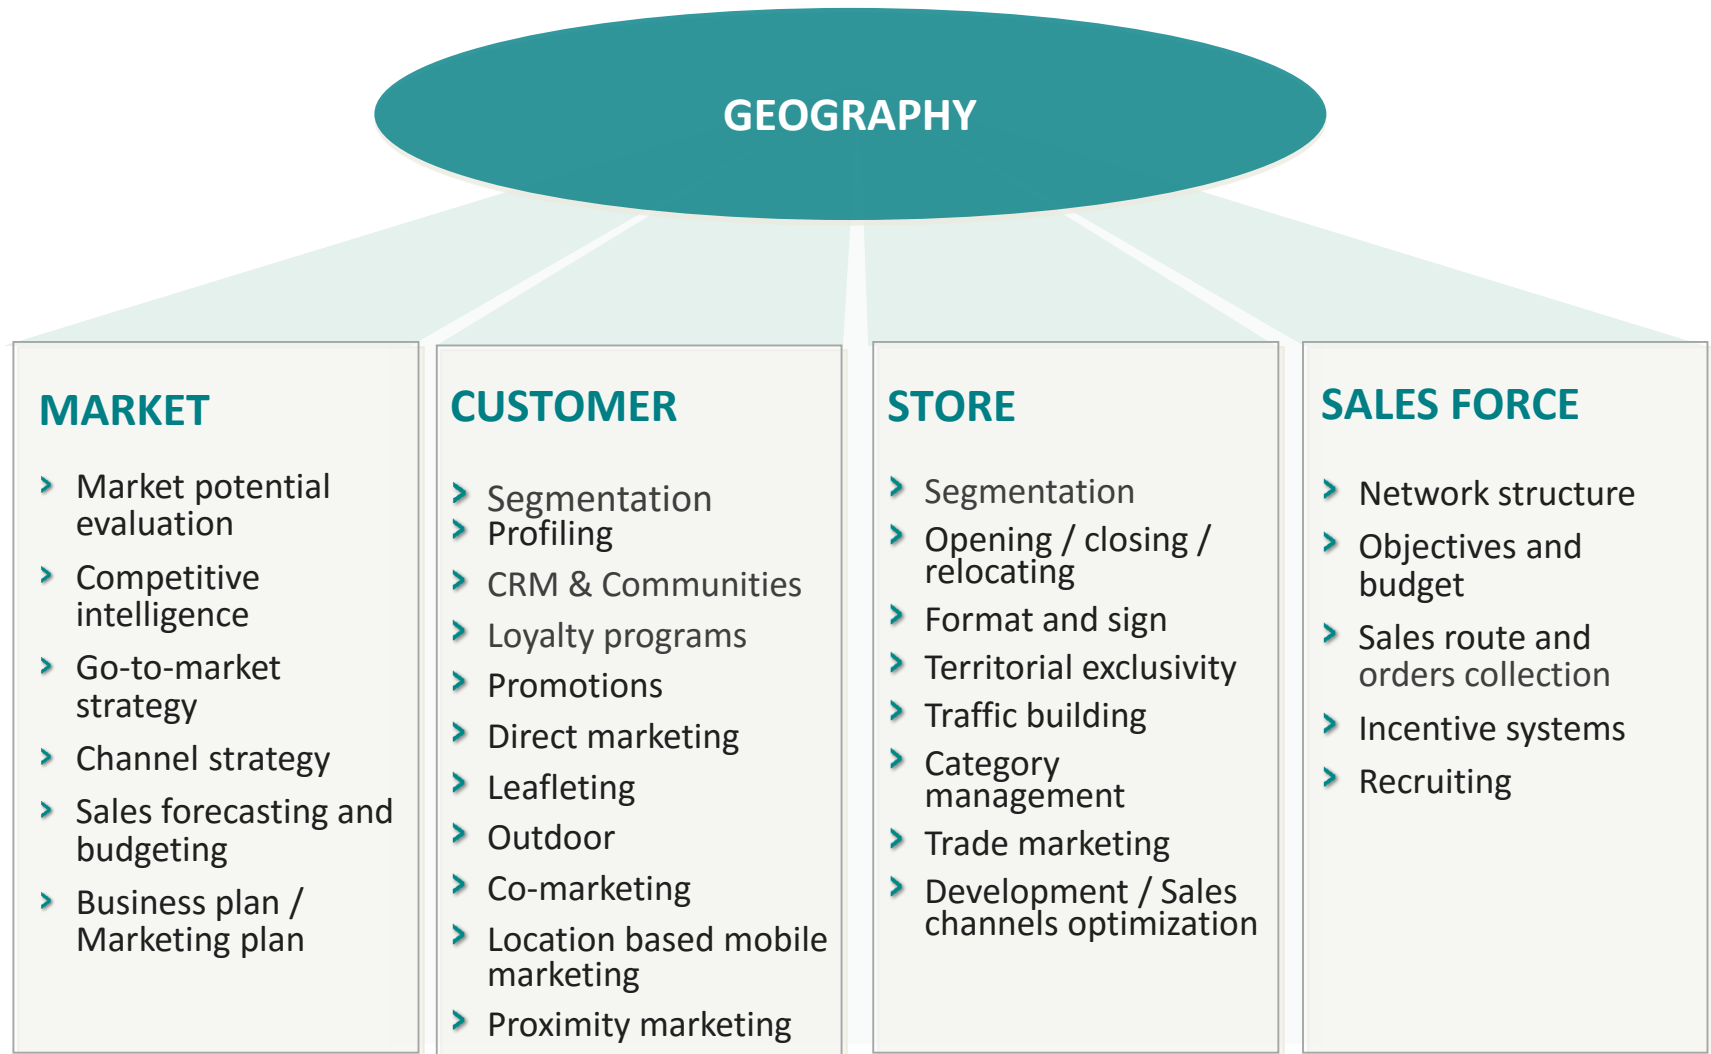 GEOGRAPHY
MARKET
Market potential
evaluation
Competitive
intelligence
Go-to-market
strategy
Channel strategy
Sales forecasting and
budgeting
Business plan /
Marketing plan
CUSTOMER
Segmentation
Profiling
CRM & Communities
Loyalty programs
Promotions
Direct marketing
Leafleting
Outdoor
Co-marketing
Location based mobile
marketing
Proximity marketing
STORE
Segmentation
Opening / closing /
relocating
Format and sign
Territorial exclusivity
Traffic building
Category
management
Trade marketing
Development / Sales
channels optimization
SALES FORCE
Network structure
Objectives and
budget
Sales route and
orders collection
Incentive systems
Recruiting